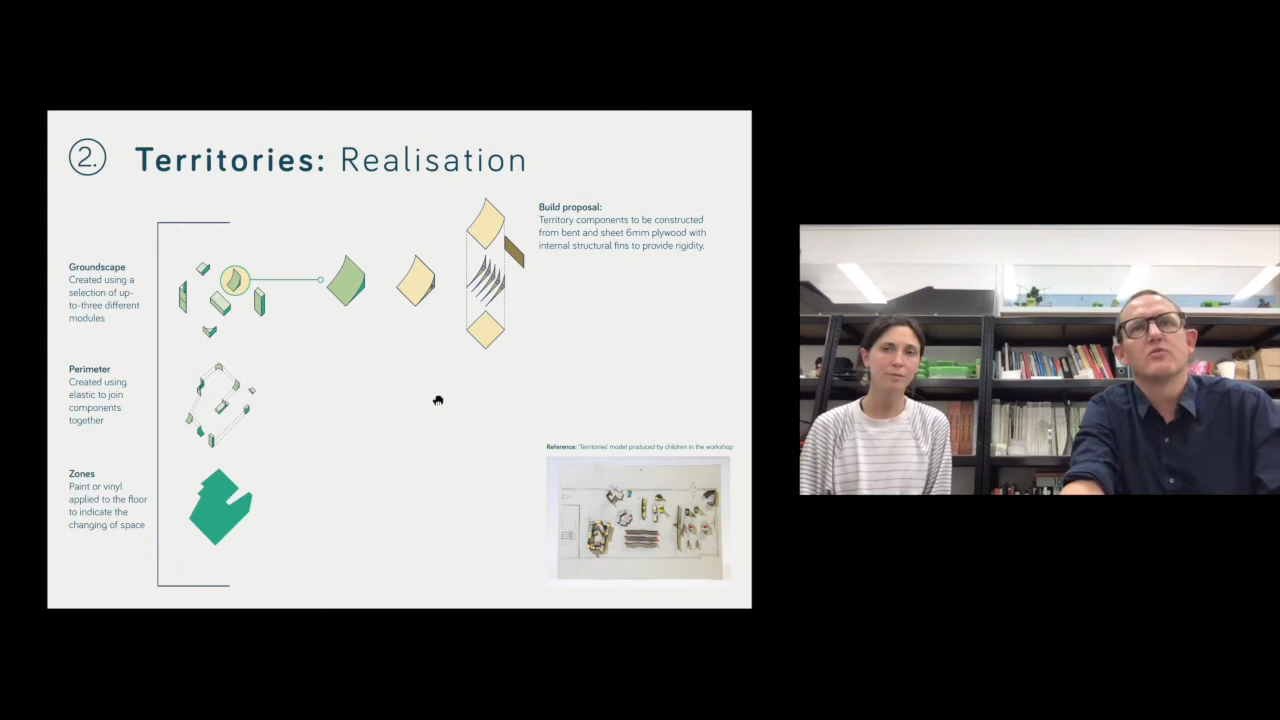 2. Territories: Realisation
Build proposal:
Territory components to be constructed
from bent and sheet 6mm plywood with
internal structural fins to provide rigidity.
Groundscape
Created using a
selection of up-
to-three different
modules
Perimeter
Created using
elastic to join
components
together
Zones
Paint or vinyl
applied to the floor
to indicate the
changing of space
Reference: 'Territories' model produced by children in the workshop